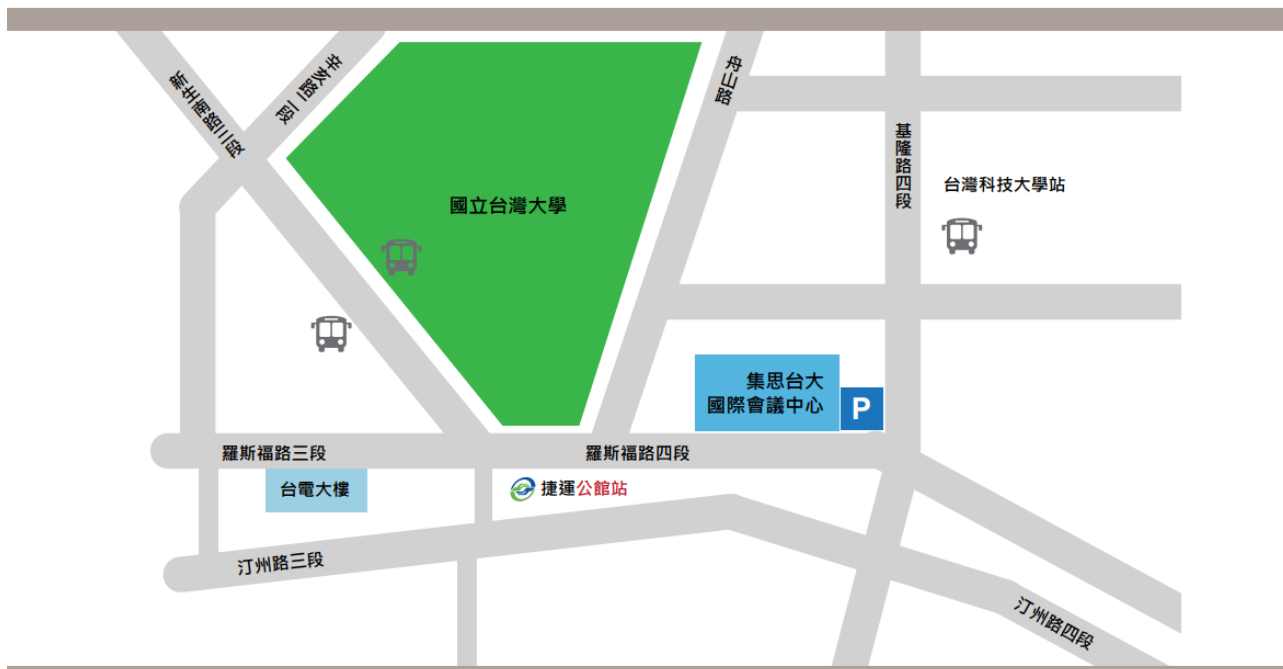 新生南路三段
辛亥路二段
舟山路
基隆路四段
台灣科技大學站
國立台灣大學
集思台大
國際會議中心
P
羅斯福路三段
羅斯福路四段
台電大樓
捷運公館站
汀州路三段
汀州路四段